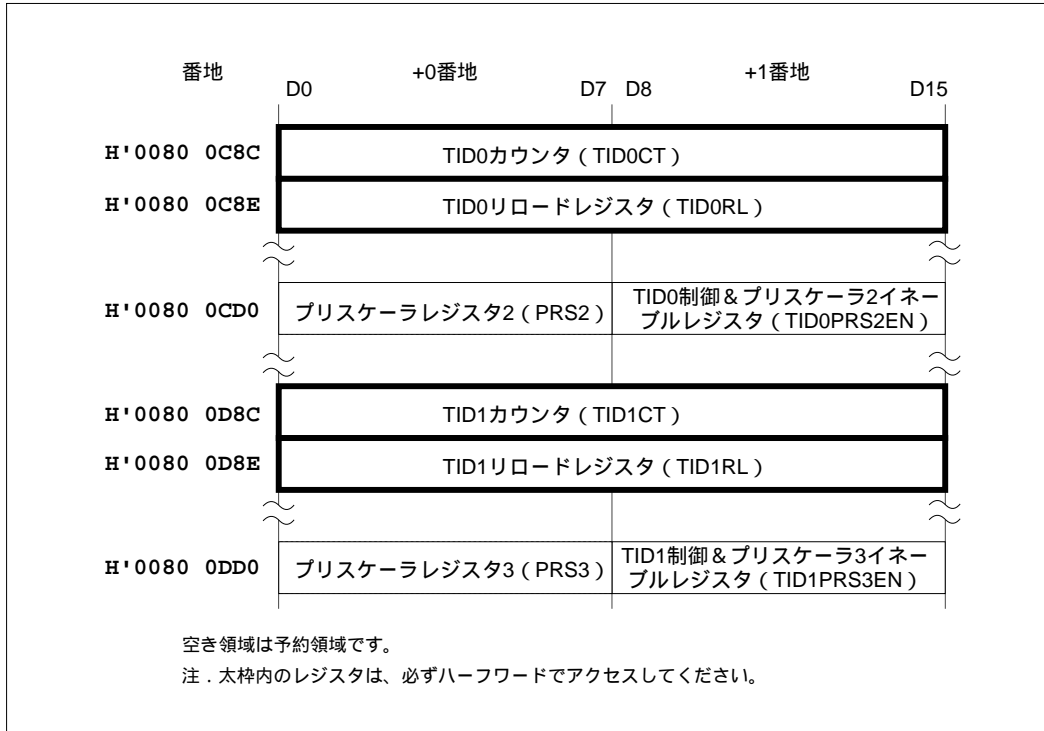 番地 +0番地 +1番地
D0 D7 D8 D15
H'0080 0C8C TID0カウンタ（TID0CT）
H'0080 0C8E TID0リロードレジスタ（TID0RL）
H'0080 0CD0 プリスケーラレジスタ2（PRS2） TID0制御＆プリスケーラ2イネー
ブルレジスタ（TID0PRS2EN）
H'0080 0D8C TID1カウンタ（TID1CT）
H'0080 0D8E TID1リロードレジスタ（TID1RL）
H'0080 0DD0 プリスケーラレジスタ3（PRS3） TID1制御＆プリスケーラ3イネー
ブルレジスタ（TID1PRS3EN）
空き領域は予約領域です。
注．太枠内のレジスタは、必ずハーフワードでアクセスしてください。